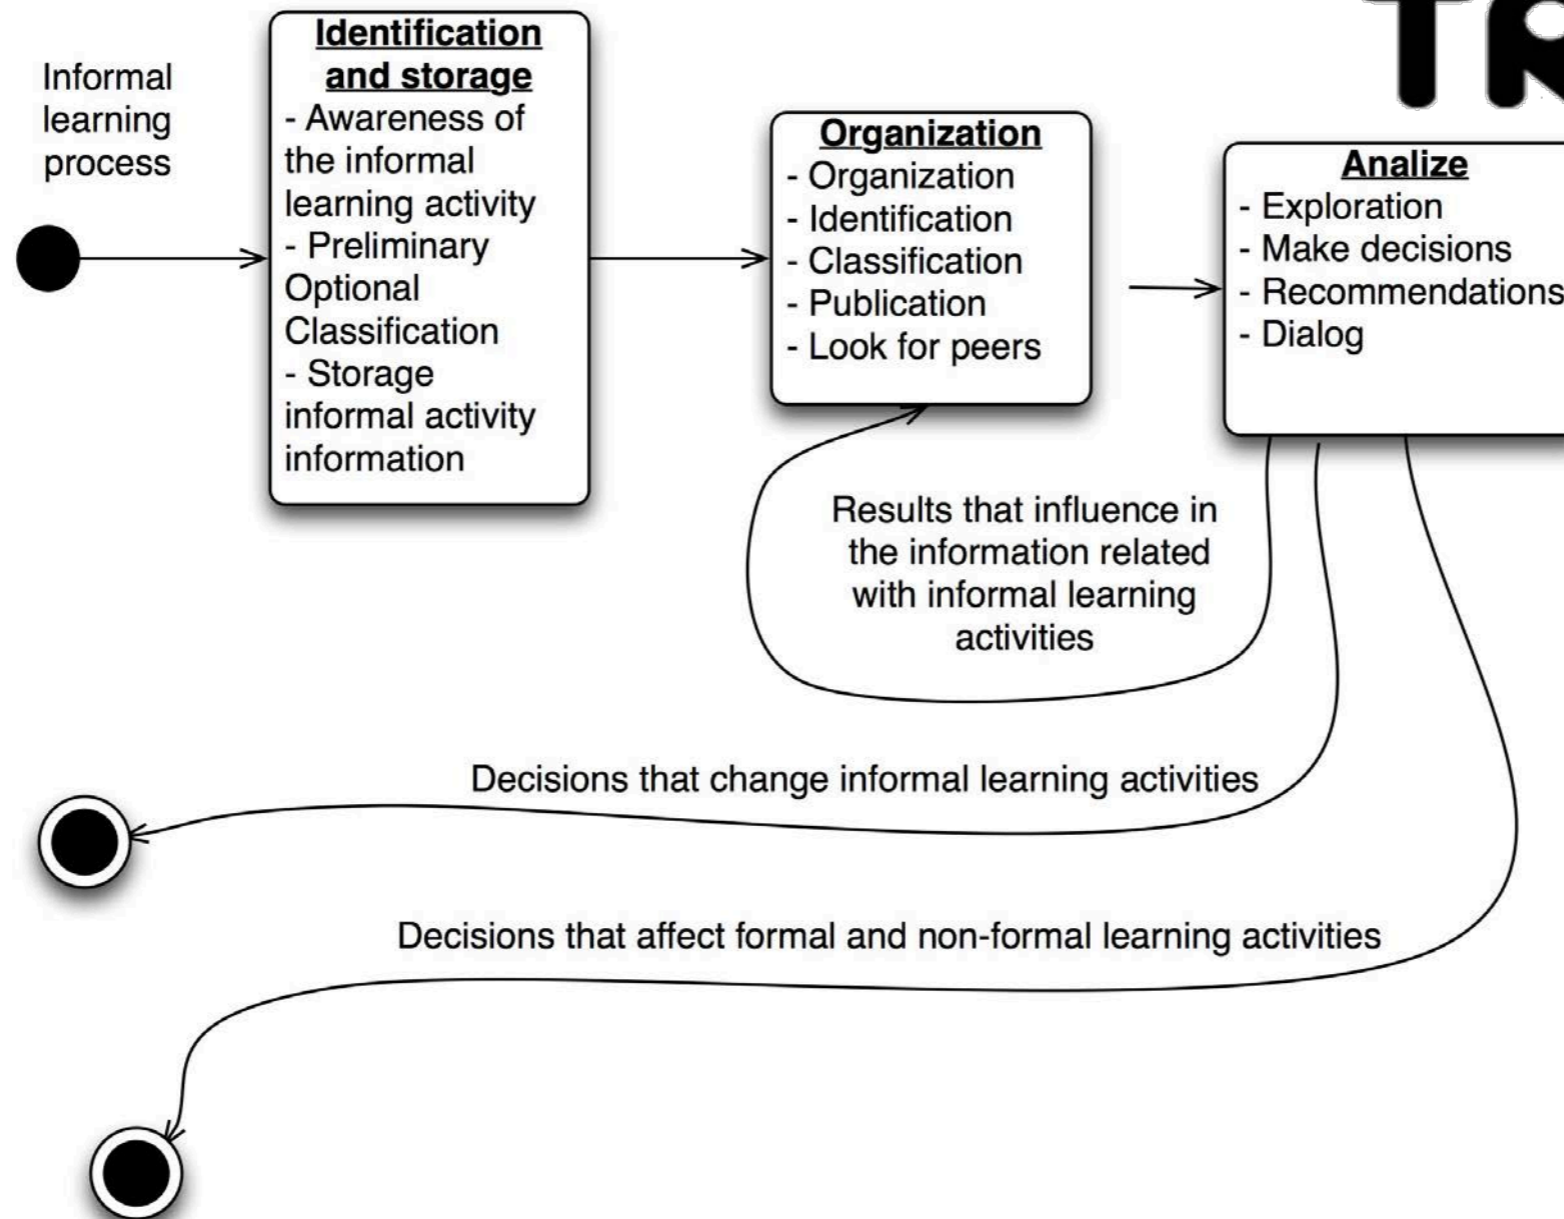 TR
Informal
learning
process
Identification
and storage
- Awareness of
the informal
learning activity
- Preliminary
Optional
Classification
- Storage
informal activity
information
Organization
- Organization
- Identification
- Classification
- Publication
- Look for peers
Analize
- Exploration
- Make decisions
- Recommendations
- Dialog
Results that influence in
the information related
with informal learning
activities
Decisions that change informal learning activities
Decisions that affect formal and non-formal learning activities